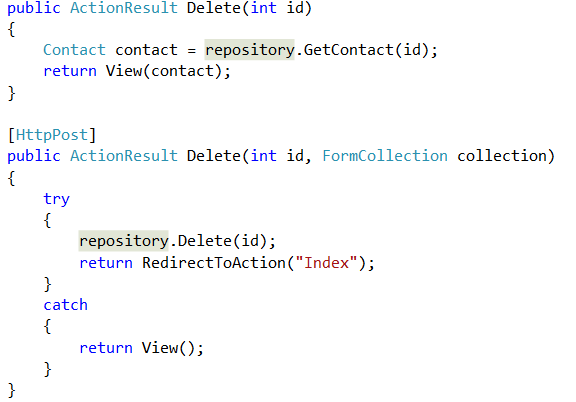 public ActionResult Delete(int id)
{
    Contact contact = repository.GetContact(id);
    return View(contact);
}

[HttpPost]
public ActionResult Delete(int id, FormCollection collection)
{
    try
    {
        repository.Delete(id);
        return RedirectToAction("Index");
    }
    catch
    {
        return View();
    }
}